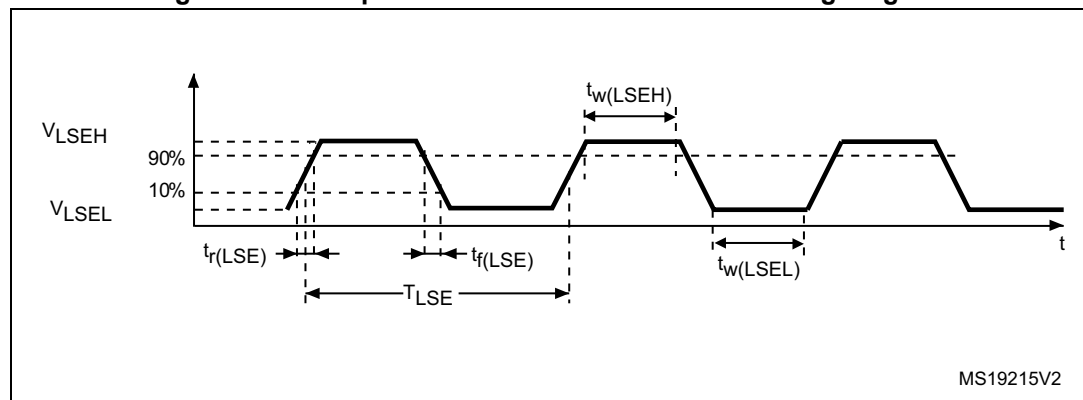 tw(LSEH)
VLSEH
90%
10%
VLSEL
tr(LSE)
tf(LSE)
tw(LSEL)
t
TLSE
MS19215V2